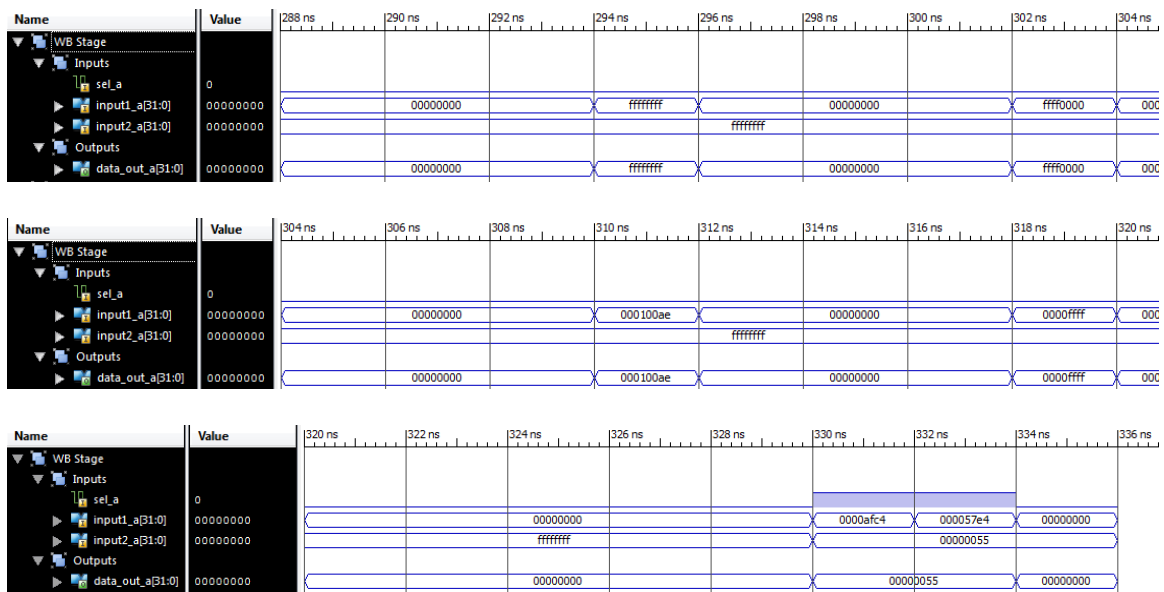 Name Value 288 ns 290 ns 292 ns 294 ns 296 ns 298 ns 300 ns 302 ns 304 ns
WB Stage
Inputs
sel_a 0
input1_a[31:0] 00000000 00000000 ffffffff 00000000 ffff0000 000
input2_a[31:0] 00000000 ffffffff
Outputs
data_out_a[31:0] 00000000 00000000 ffffffff 00000000 ffff0000 000
Name Value 304 ns 306 ns 308 ns 310 ns 312 ns 314 ns 316 ns 318 ns 320 ns
WB Stage
Inputs
sel_a 0
input1_a[31:0] 00000000 00000000 000100ae 00000000 0000ffff 000
input2_a[31:0] 00000000 ffffffff
Outputs
data_out_a[31:0] 00000000 00000000 000100ae 00000000 0000ffff 000
Name Value 320 ns 322 ns 324 ns 326 ns 328 ns 330 ns 332 ns 334 ns 336 ns
WB Stage
Inputs
sel_a 0
input1_a[31:0] 00000000 00000000 0000afc4 000057e4 00000000
input2_a[31:0] 00000000 ffffffff 00000055
Outputs
data_out_a[31:0] 00000000 00000000 00000055 00000000